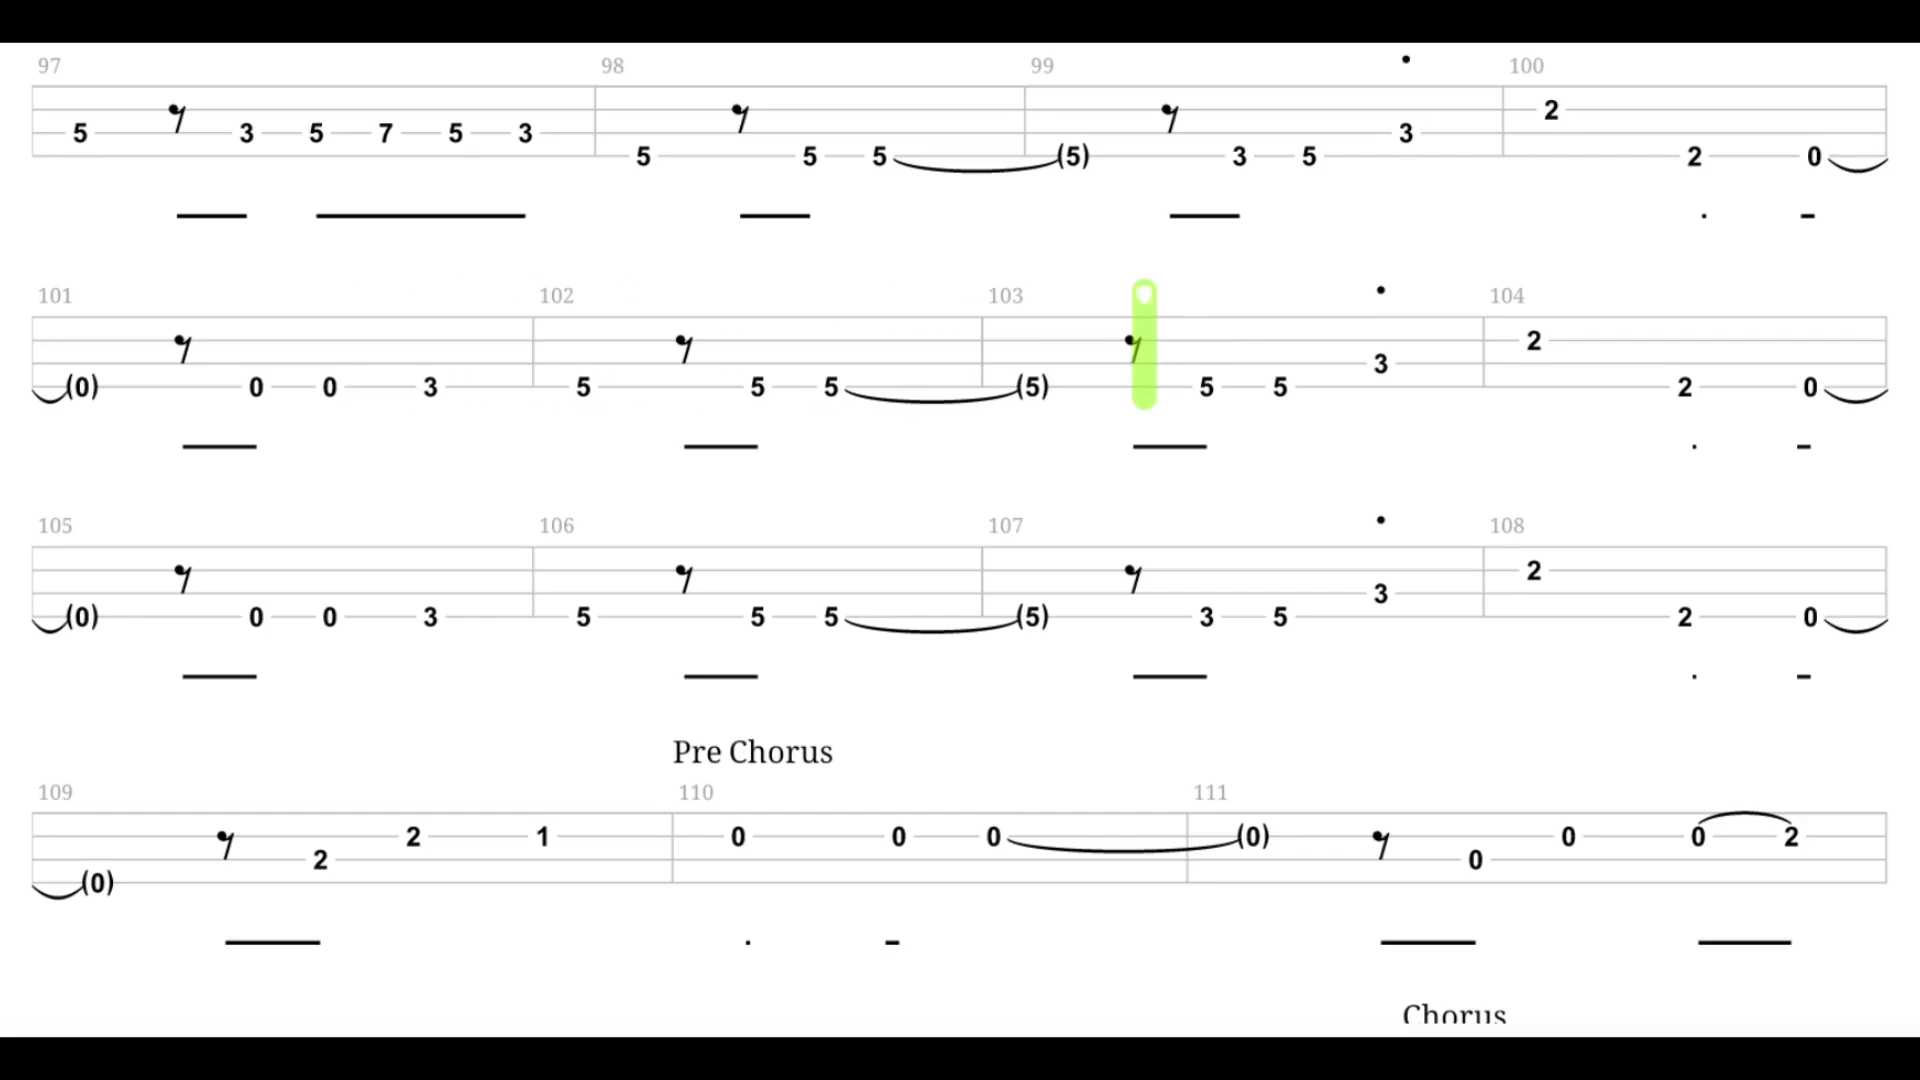 97 98 99 100
5 3 5 7 5 3 5 5 5 (5) 3 5 3 2 2 0
101 102 103 104
(0) 0 0 3 5 5 5 (5) 5 5 3 2 2 0
105 106 107 108
(0) 0 0 3 5 5 5 (5) 3 5 3 2 2 0
Pre Chorus
109 110 111
(0) 2 2 1 0 0 0 (0) 0 0 0 2
Chorus